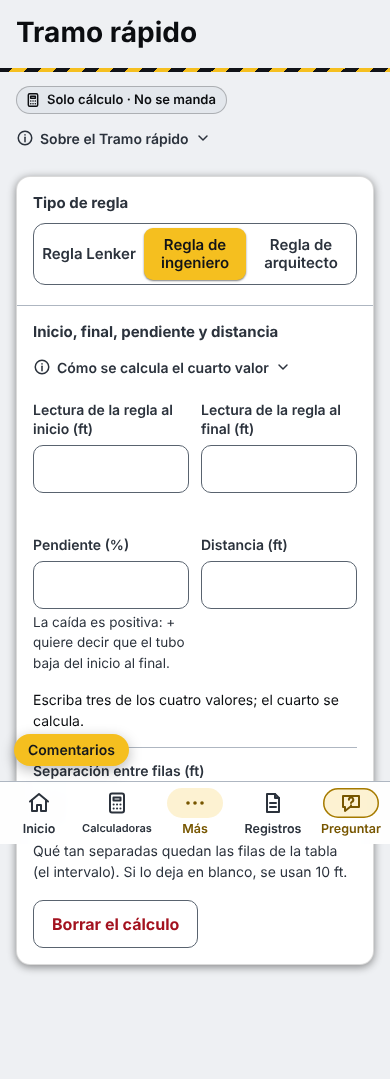 Tramo rápido
Solo cálculo · No se manda
Sobre el Tramo rápido
Tipo de regla
Regla Lenker
Regla de
ingeniero
Regla de
arquitecto
Inicio, final, pendiente y distancia
Cómo se calcula el cuarto valor
Lectura de la regla al
inicio (ft)
Lectura de la regla al
final (ft)
Pendiente (%)
Distancia (ft)
La caída es positiva: +
quiere decir que el tubo
baja del inicio al final.
Escriba tres de los cuatro valores; el cuarto se
calcula.
Comentarios
Separación entre filas (ft)
Inicio
Calculadoras
Más
Registros
Preguntar
Qué tan separadas quedan las filas de la tabla
(el intervalo). Si lo deja en blanco, se usan 10 ft.
Borrar el cálculo